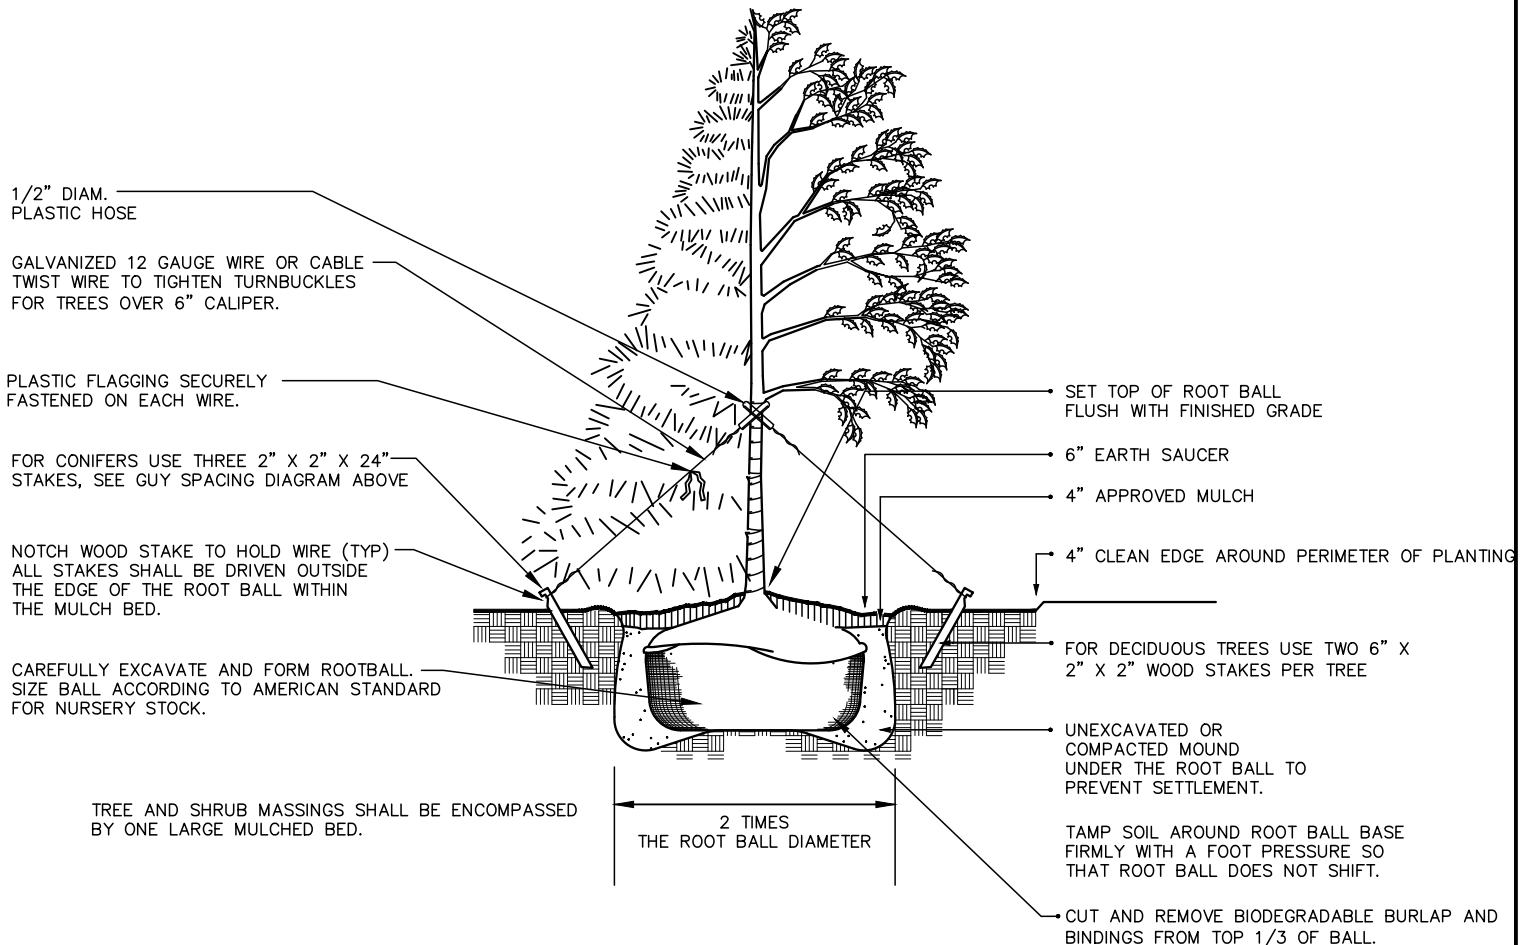 1/2” DIAM.
PLASTIC HOSE
GALVANIZED 12 GAUGE WIRE OR CABLE
TWIST WIRE TO TIGHTEN TURNBUCKLES
FOR TREES OVER 6” CALIPER.
PLASTIC FLAGGING SECURELY
FASTENED ON EACH WIRE.
FOR CONIFERS USE THREE 2” X 2” X 24”
STAKES, SEE GUY SPACING DIAGRAM ABOVE
NOTCH WOOD STAKE TO HOLD WIRE (TYP)
ALL STAKES SHALL BE DRIVEN OUTSIDE
THE EDGE OF THE ROOT BALL WITHIN
THE MULCH BED.
CAREFULLY EXCAVATE AND FORM ROOTBALL.
SIZE BALL ACCORDING TO AMERICAN STANDARD
FOR NURSERY STOCK.
TREE AND SHRUB MASSINGS SHALL BE ENCOMPASSED
BY ONE LARGE MULCHED BED.
2 TIMES
THE ROOT BALL DIAMETER
SET TOP OF ROOT BALL
FLUSH WITH FINISHED GRADE
6” EARTH SAUCER
4” APPROVED MULCH
4” CLEAN EDGE AROUND PERIMETER OF PLANTING
FOR DECIDUOUS TREES USE TWO 6” X
2” X 2” WOOD STAKES PER TREE
UNEXCAVATED OR
COMPACTED MOUND
UNDER THE ROOT BALL TO
PREVENT SETTLEMENT.
TAMP SOIL AROUND ROOT BALL BASE
FIRMLY WITH A FOOT PRESSURE SO
THAT ROOT BALL DOES NOT SHIFT.
CUT AND REMOVE BIODEGRADABLE BURLAP AND
BINDINGS FROM TOP 1/3 OF BALL.